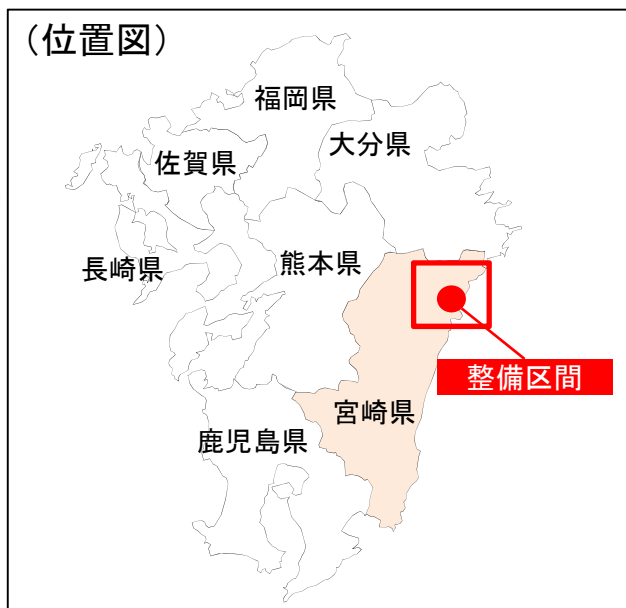 （位置図）
福岡県
大分県
佐賀県
長崎県
熊本県
整備区間
宮崎県
鹿児島県